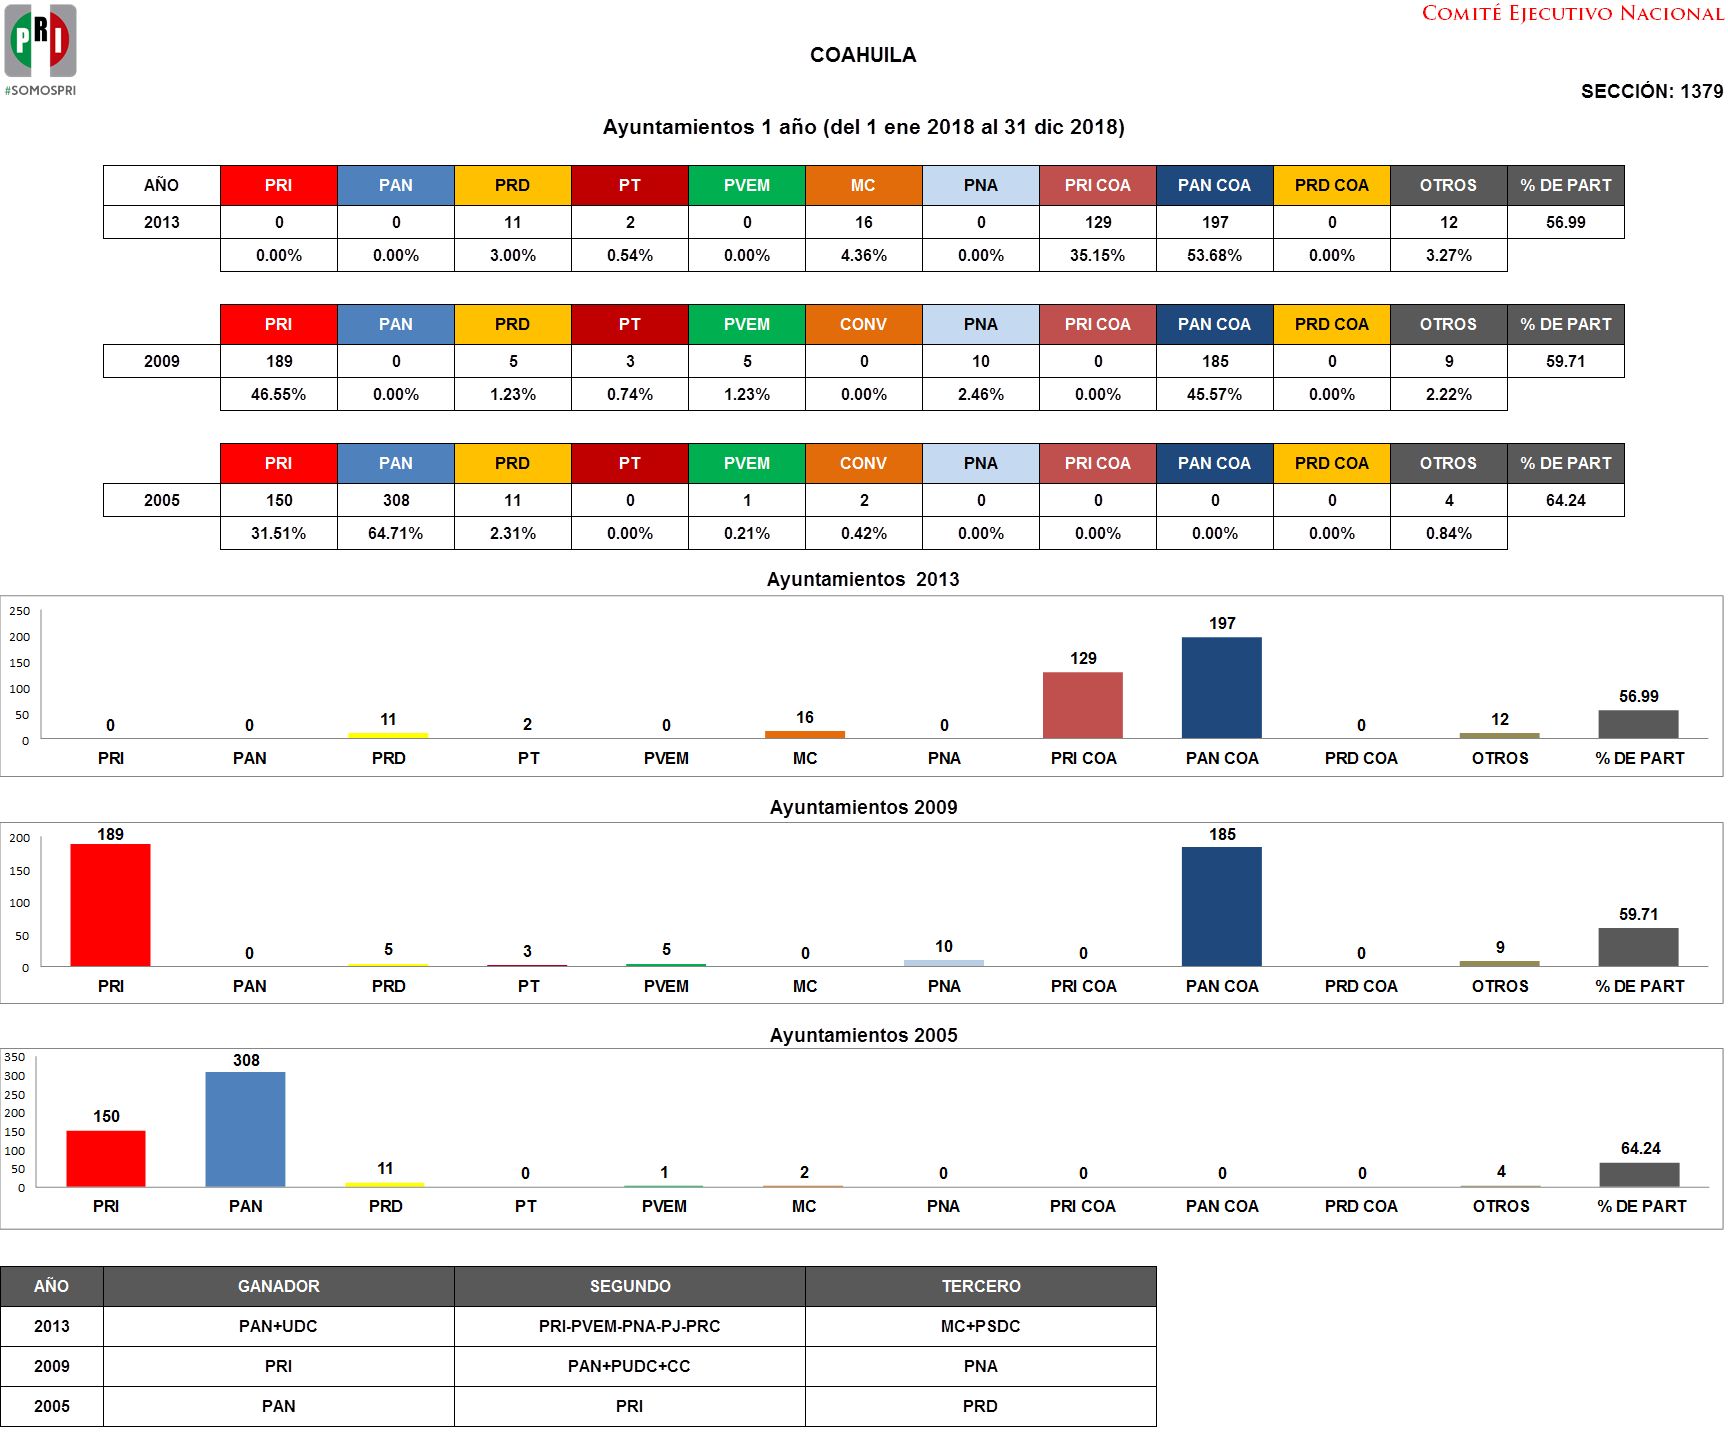 COMITÉ EJECUTIVO NACIONAL
PRI
#SOMOSPRI
COAHUILA
SECCIÓN: 1379
Ayuntamientos 1 año (del 1 ene 2018 al 31 dic 2018)
AÑO PRI PAN PRD PT PVEM MC PNA PRI COA PAN COA PRD COA OTROS % DE PART
2013 0 0 11 2 0 16 0 129 197 0 12 56.99
0.00% 0.00% 3.00% 0.54% 0.00% 4.36% 0.00% 35.15% 53.68% 0.00% 3.27%
PRI PAN PRD PT PVEM CONV PNA PRI COA PAN COA PRD COA OTROS % DE PART
2009 189 0 5 3 5 0 10 0 185 0 9 59.71
46.55% 0.00% 1.23% 0.74% 1.23% 0.00% 2.46% 0.00% 45.57% 0.00% 2.22%
PRI PAN PRD PT PVEM CONV PNA PRI COA PAN COA PRD COA OTROS % DE PART
2005 150 308 11 0 1 2 0 0 0 0 4 64.24
31.51% 64.71% 2.31% 0.00% 0.21% 0.42% 0.00% 0.00% 0.00% 0.00% 0.84%
Ayuntamientos 2013
250
200
150
100
50
0
0 0 11 2 0 16 0 129 197 0 12 56.99
PRI PAN PRD PT PVEM MC PNA PRI COA PAN COA PRD COA OTROS % DE PART
Ayuntamientos 2009
200
150
100
50
0
189 0 5 3 5 0 10 0 185 0 9 59.71
PRI PAN PRD PT PVEM MC PNA PRI COA PAN COA PRD COA OTROS % DE PART
Ayuntamientos 2005
350
300
250
200
150
100
50
0
150 308 11 0 1 2 0 0 0 0 4 64.24
PRI PAN PRD PT PVEM MC PNA PRI COA PAN COA PRD COA OTROS % DE PART
AÑO GANADOR SEGUNDO TERCERO
2013 PAN+UDC PRI-PVEM-PNA-PJ-PRC MC+PSDC
2009 PRI PAN+PUDC+CC PNA
2005 PAN PRI PRD